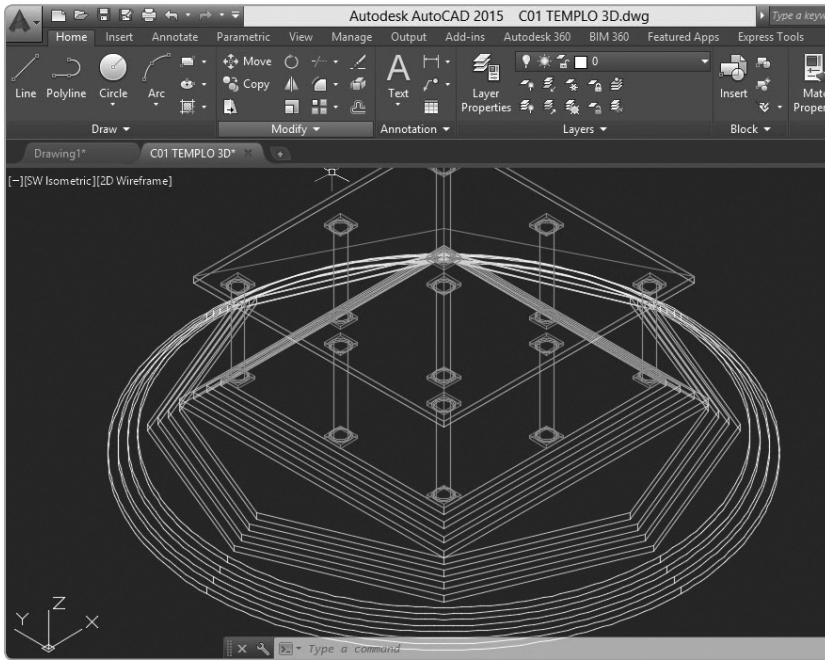 Autodesk AutoCAD 2015 C01 TEMPLO 3D.dwg
Type a keyw
Home Insert Annotate Parametric View Manage Output Add-ins Autodesk 360 BIM 360 Featured Apps Express Tools
Line Polyline Circle Arc
Move
Copy
Text
Layer
Properties
0
Insert
Draw
Modify
Annotation
Layers
Block
Drawing1*
C01 TEMPLO 3D*
[−][SW Isometric][2D Wireframe]
Y Z X
Type a command